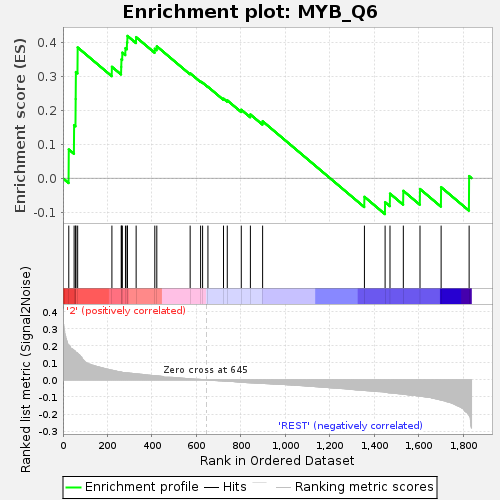 Enrichment plot: MYB_Q6
Enrichment score (ES)
0.4
0.3
0.2
0.1
0.0
-0.1
'2' (positively correlated)
Zero cross at 645
'REST' (negatively correlated)
Ranked list metric (Signal2Noise)
0.4
0.3
0.2
0.1
0.0
-0.1
-0.2
-0.3
0 200 400 600 800 1,000 1,200 1,400 1,600 1,800
Rank in Ordered Dataset
Enrichment profile Hits Ranking metric scores